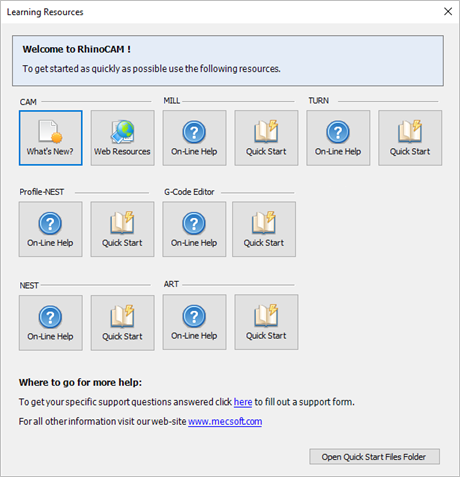 Learning Resources
Welcome to RhinoCAM !
To get started as quickly as possible use the following resources.
CAM MILL TURN
What's New? Web Resources On-Line Help Quick Start On-Line Help Quick Start
Profile-NEST G-Code Editor
On-Line Help Quick Start On-Line Help Quick Start
NEST ART
On-Line Help Quick Start On-Line Help Quick Start
Where to go for more help:
To get your specific support questions answered click here to fill out a support form.
For all other information visit our web-site www.mecsoft.com
Open Quick Start Files Folder